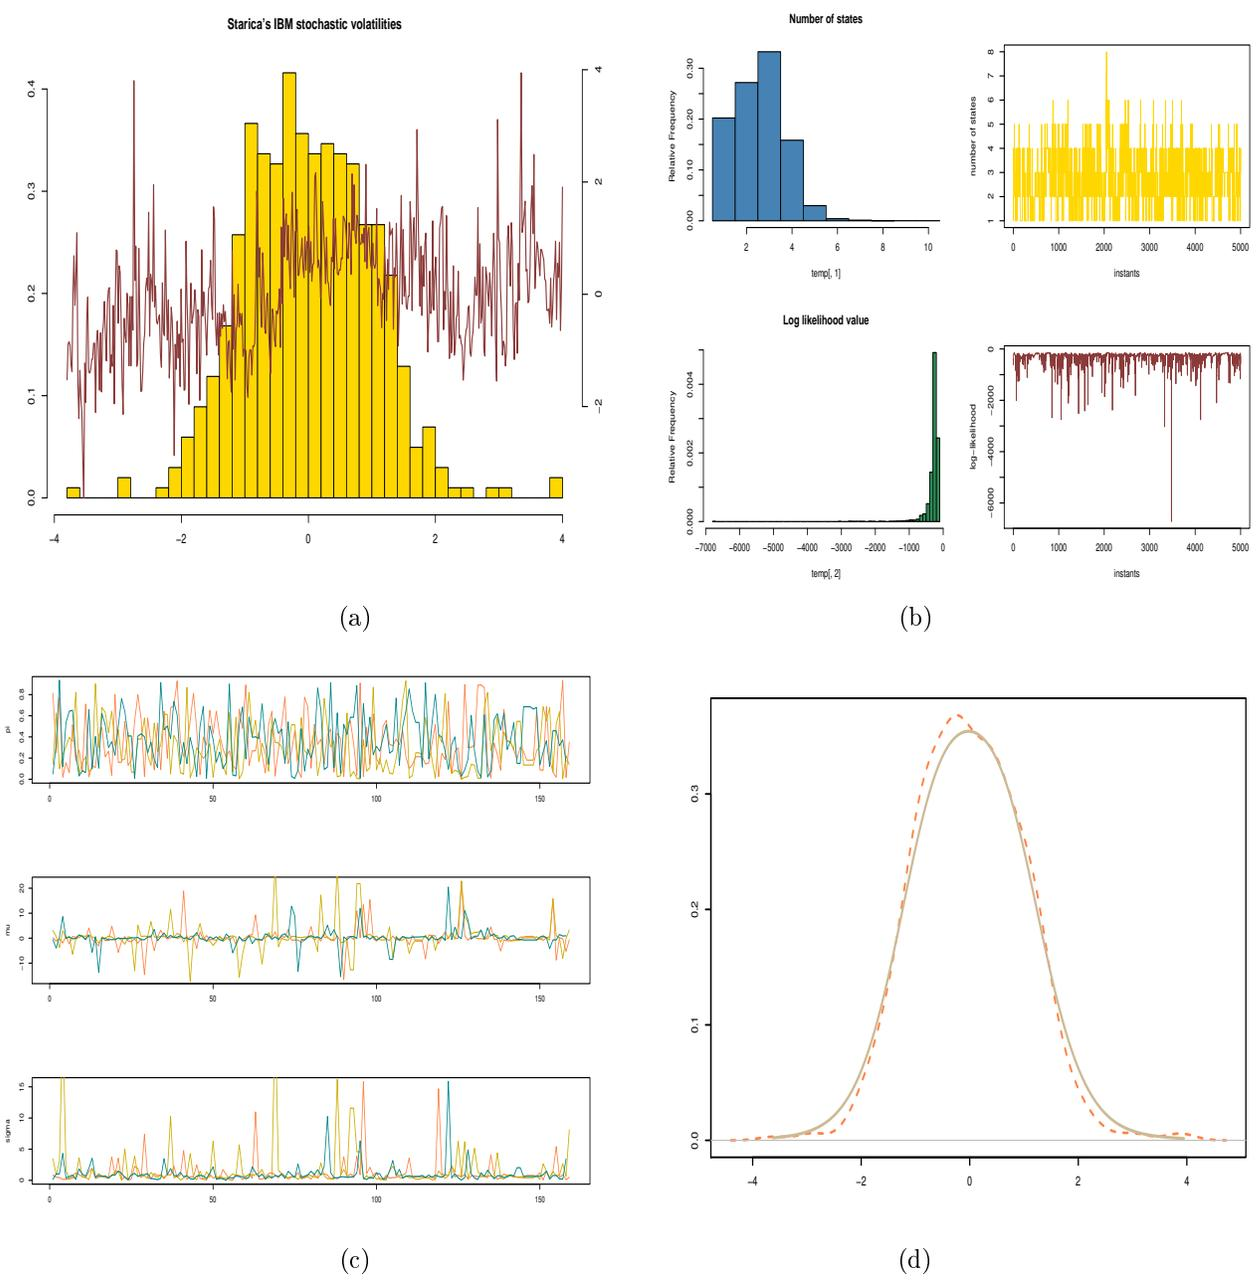 Starica's IBM stochastic volatilities
0.0 0.1 0.2 0.3 0.4
−2 0 2 4
−4 −2 0 2 4
(a)
Number of states
Relative Frequency
0.00 0.10 0.20 0.30
2 4 6 8 10
temp[, 1]
number of states
1 2 3 4 5 6 7 8
0 1000 2000 3000 4000 5000
instants
Log likelihood value
Relative Frequency
0.000 0.002 0.004
−7000 −6000 −5000 −4000 −3000 −2000 −1000 0
temp[, 2]
log−likelihood
−6000 −4000 −2000 0
0 1000 2000 3000 4000 5000
instants
(b)
pi
0.0 0.2 0.4 0.6 0.8
0 50 100 150
mu
−10 0 10 20
0 50 100 150
sigma
0 5 10 15
0 50 100 150
(c)
0.0 0.1 0.2 0.3
−4 −2 0 2 4
(d)